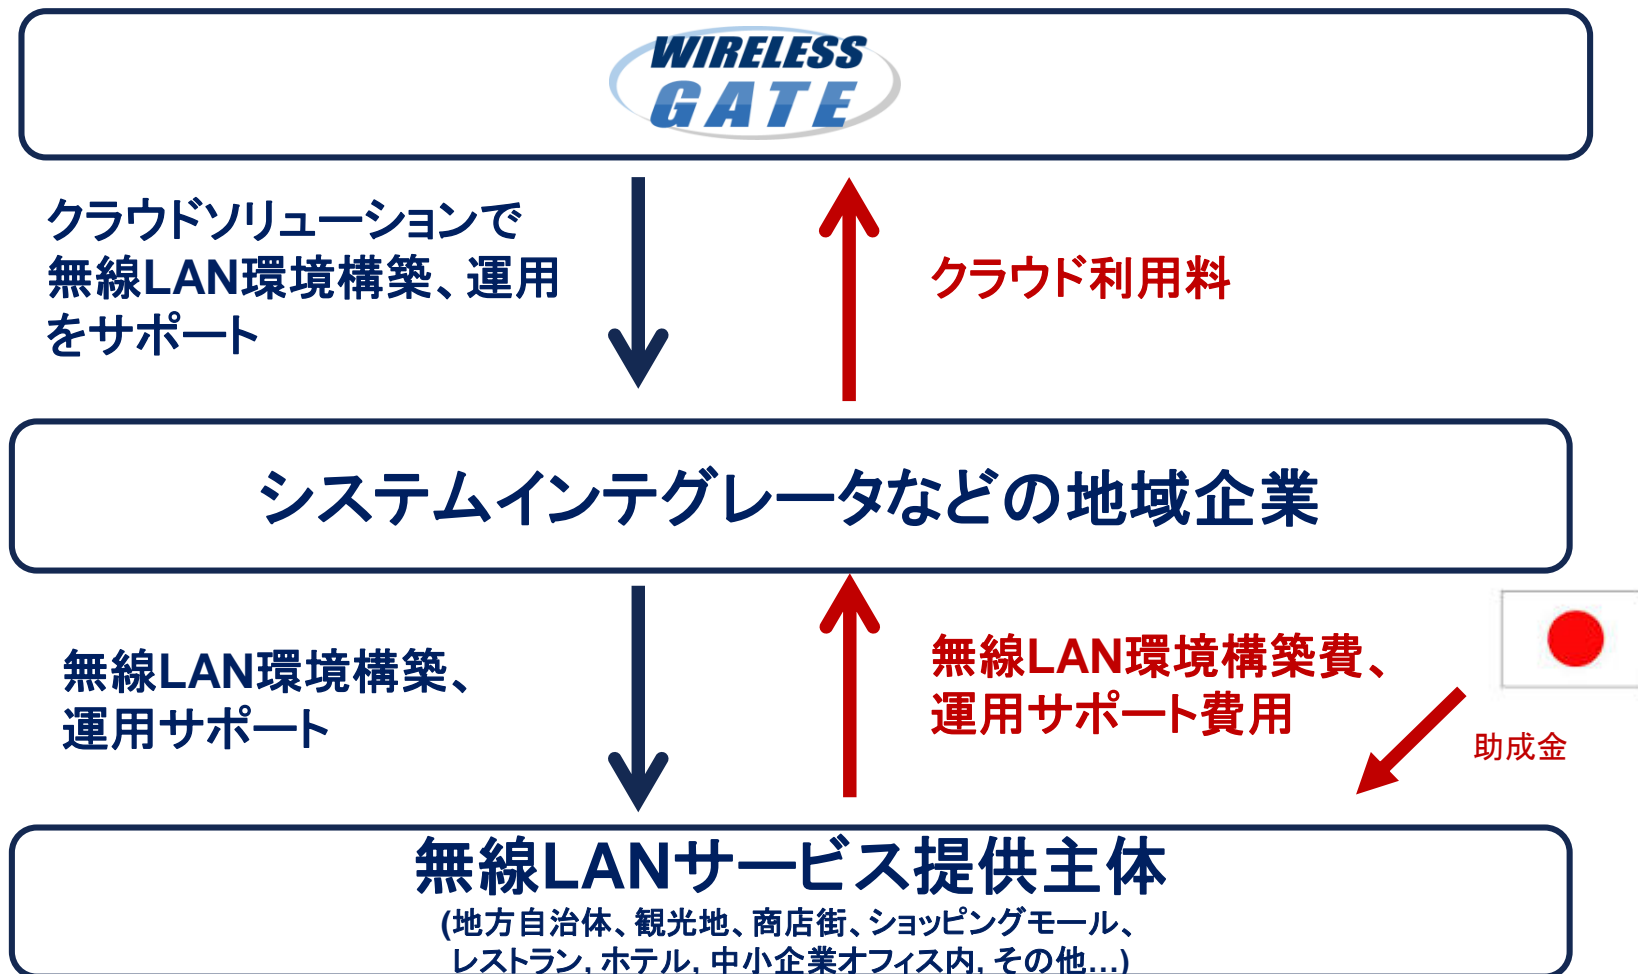 WIRELESS
GATE
クラウドソリューションで
無線LAN環境構築、運用
をサポート
クラウド利用料
システムインテグレータなどの地域企業
無線LAN環境構築、
運用サポート
無線LAN環境構築費、
運用サポート費用
助成金
無線LANサービス提供主体
(地方自治体、観光地、商店街、ショッピングモール、
レストラン, ホテル, 中小企業オフィス内, その他…)